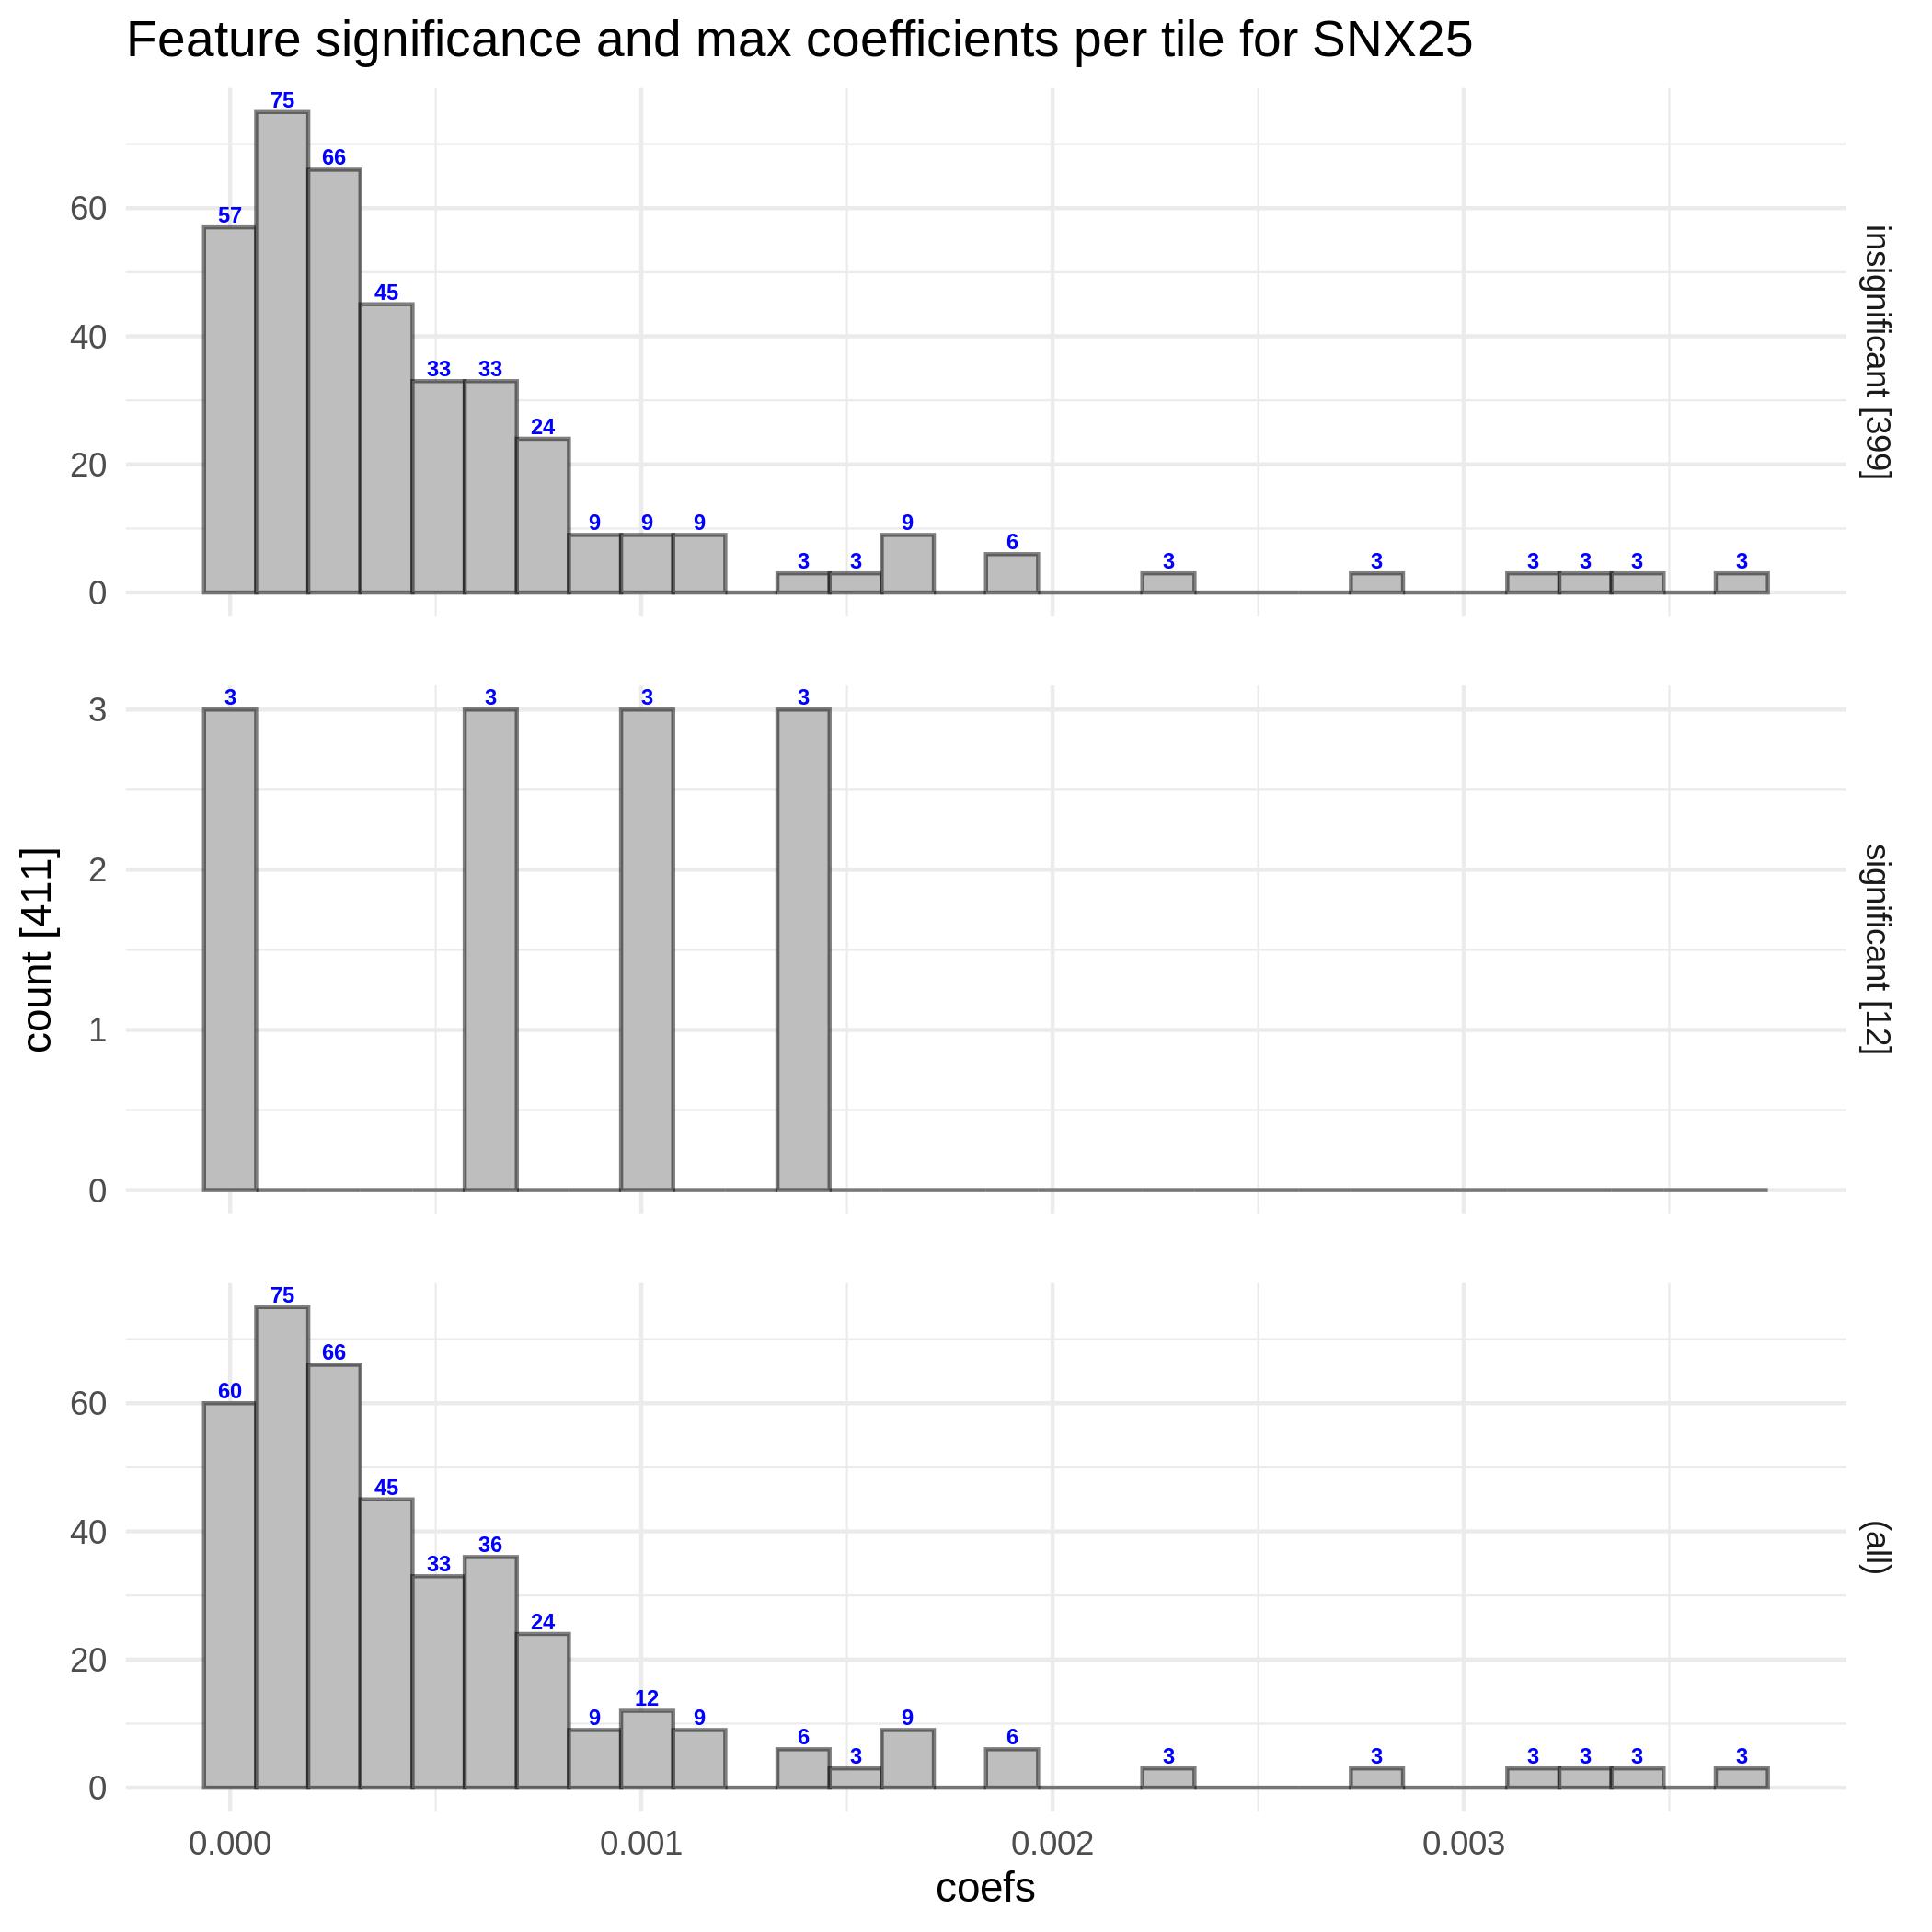 Feature significance and max coefficients per tile for SNX25
75
66
57
45
33 33
24
9 9 9 3 3 9 6 3 3 3 3 3 3
60
40
20
0
insignificant [399]
3 3 3 3
3
2
1
0
significant [12]
count [411]
75
66
60
45
33 36
24
9 12 9 6 3 9 6 3 3 3 3 3 3
60
40
20
0
(all)
0.000 0.001 0.002 0.003
coefs